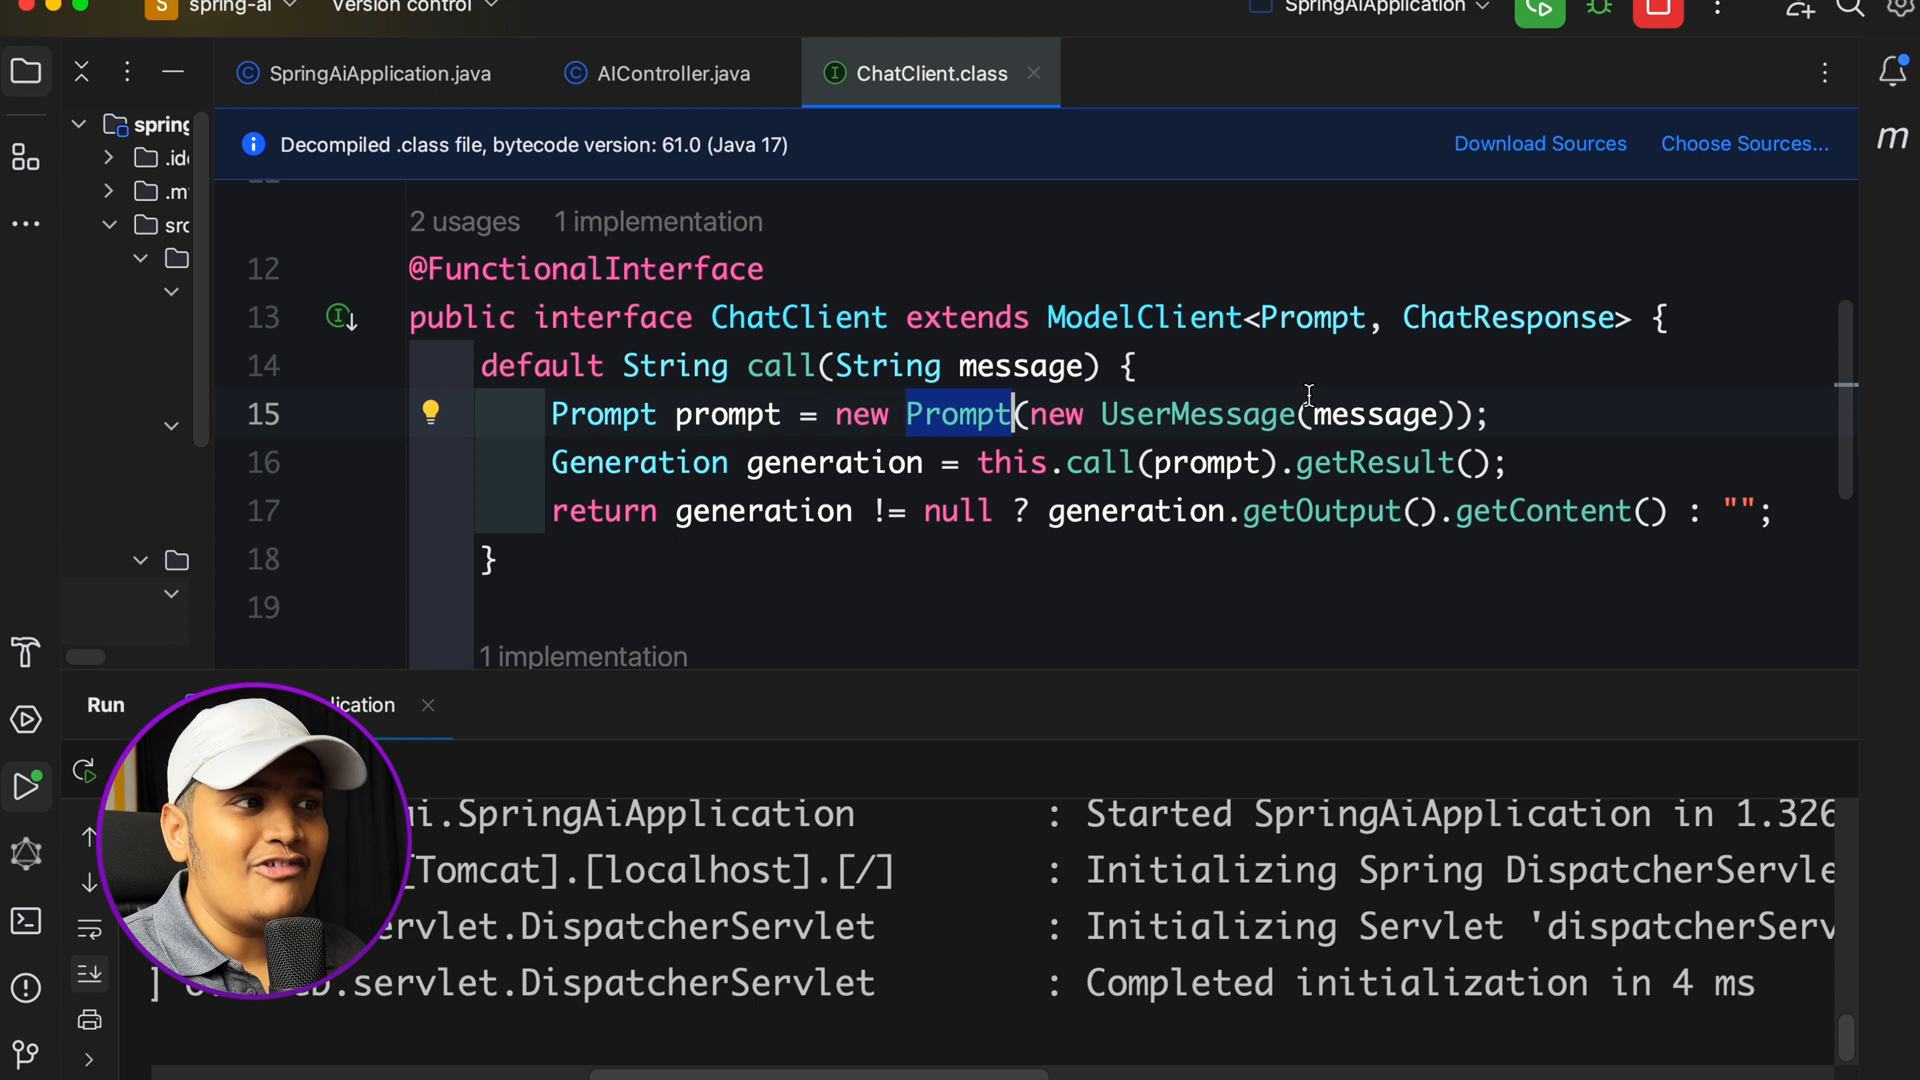 S spring-ai Version control SpringAiApplication
SpringAiApplication.java AIController.java ChatClient.class
Decompiled .class file, bytecode version: 61.0 (Java 17) Download Sources Choose Sources...
spring
.id
.m
src
2 usages 1 implementation
12 @FunctionalInterface
13 public interface ChatClient extends ModelClient<Prompt, ChatResponse> {
14 default String call(String message) {
15 Prompt prompt = new Prompt(new UserMessage(message));
16 Generation generation = this.call(prompt).getResult();
17 return generation != null ? generation.getOutput().getContent() : "";
18 }
19
1 implementation
Run lication
i.SpringAiApplication : Started SpringAiApplication in 1.326
[Tomcat].[localhost].[/] : Initializing Spring DispatcherServle
ervlet.DispatcherServlet : Initializing Servlet 'dispatcherServ
] .servlet.DispatcherServlet : Completed initialization in 4 ms